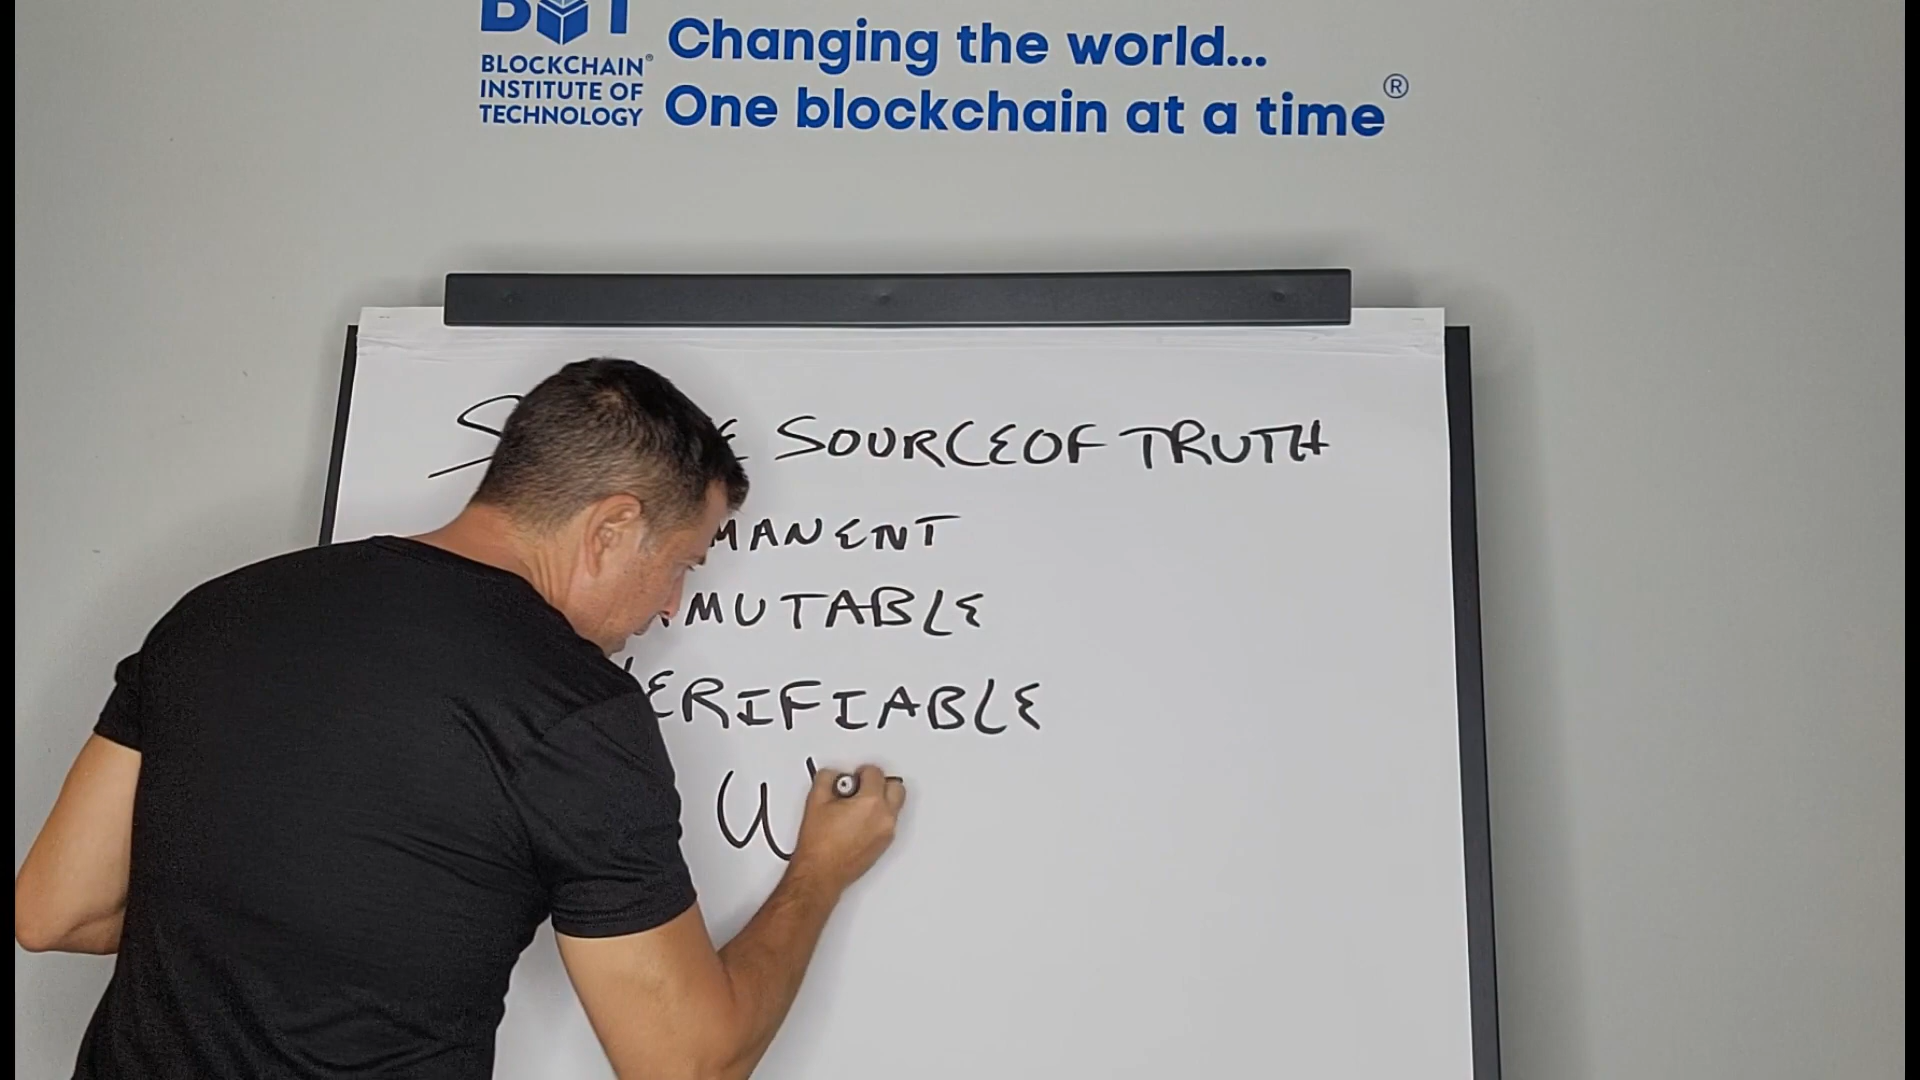 BLOCKCHAIN®
INSTITUTE OF
TECHNOLOGY
Changing the world...
One blockchain at a time®
SOURCE OF TRUTH
MANENT
MUTABLE
ERIFIABLE